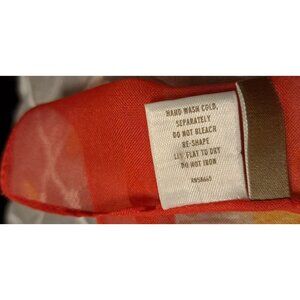 HAND WASH COLD,
SEPARATELY
DO NOT BLEACH
RE-SHAPE
LAY FLAT TO DRY
DO NOT IRON